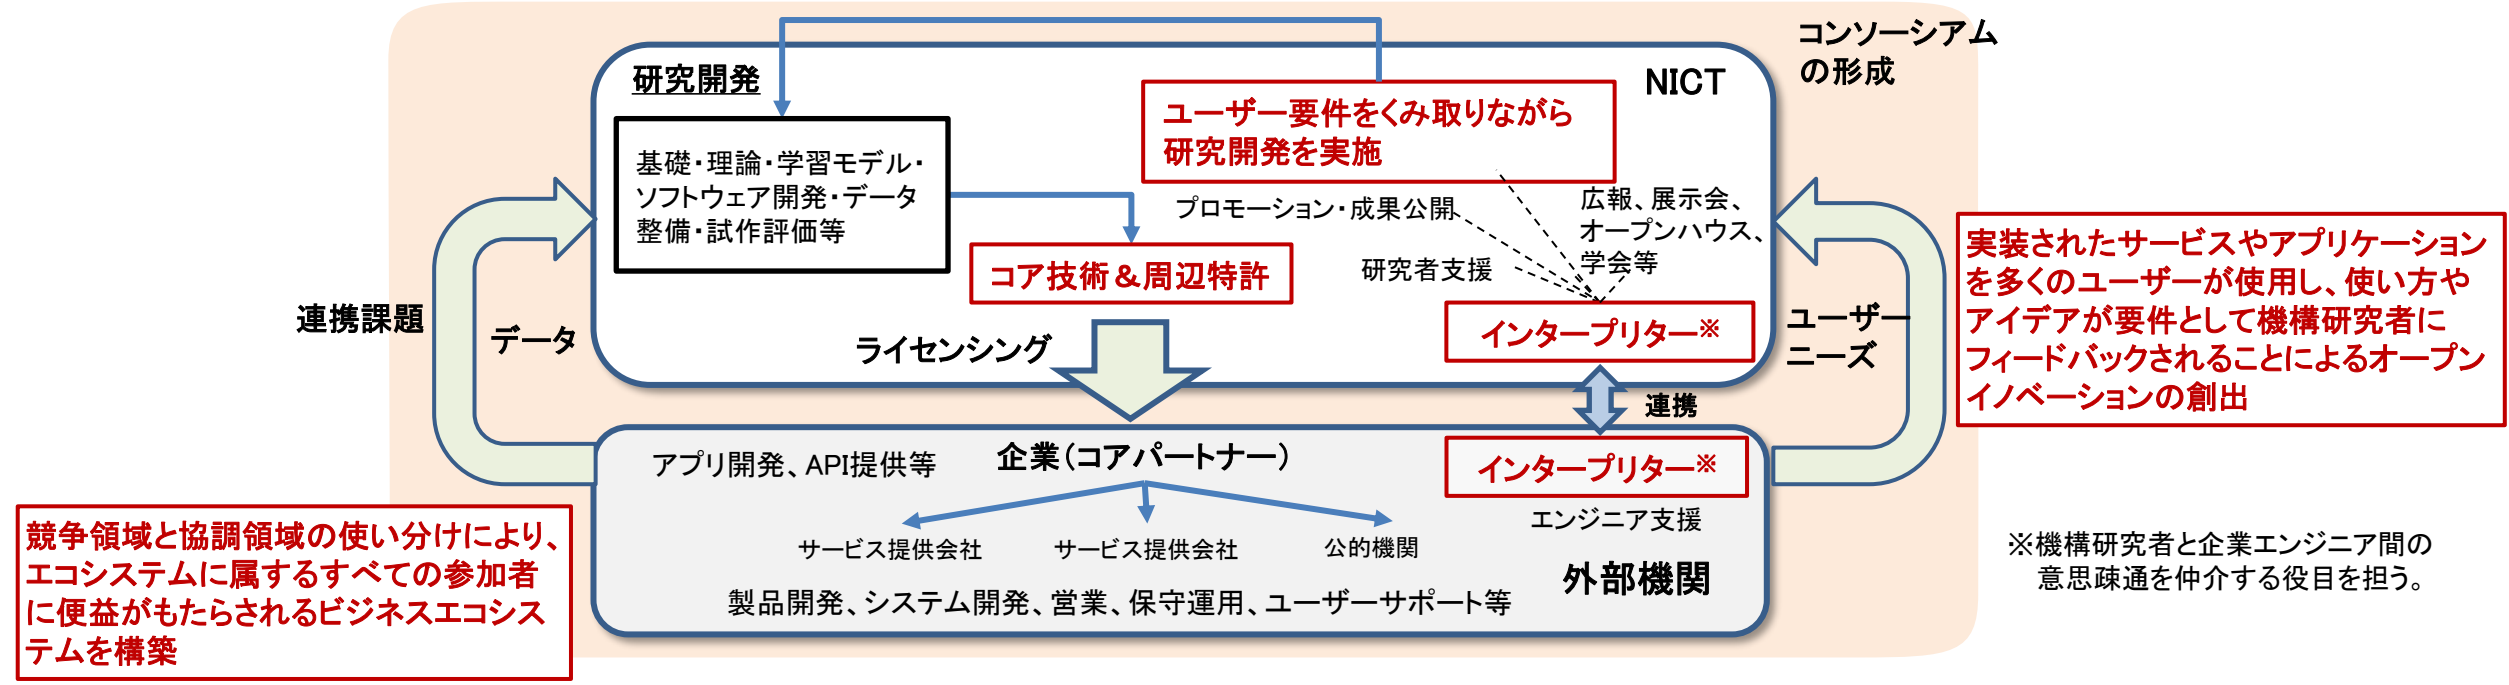 コンソーシアム
の形成
研究開発
NICT
ユーザー要件をくみ取りながら
研究開発を実施
基礎・理論・学習モデル・
ソフトウェア開発・データ
整備・試作評価等
プロモーション・成果公開
広報、展示会、
オープンハウス、
学会等
研究者支援
コア技術＆周辺特許
インタープリター※
ライセンシング
連携課題
データ
ユーザー
ニーズ
実装されたサービスやアプリケーション
を多くのユーザーが使用し、使い方や
アイデアが要件として機構研究者に
フィードバックされることによるオープン
イノベーションの創出
連携
企業（コアパートナー）
アプリ開発、API提供等
インタープリター※
エンジニア支援
サービス提供会社
サービス提供会社
公的機関
外部機関
製品開発、システム開発、営業、保守運用、ユーザーサポート等
競争領域と協調領域の使い分けにより、
エコシステムに属するすべての参加者
に便益がもたらされるビジネスエコシス
テムを構築
※機構研究者と企業エンジニア間の
意思疎通を仲介する役目を担う。